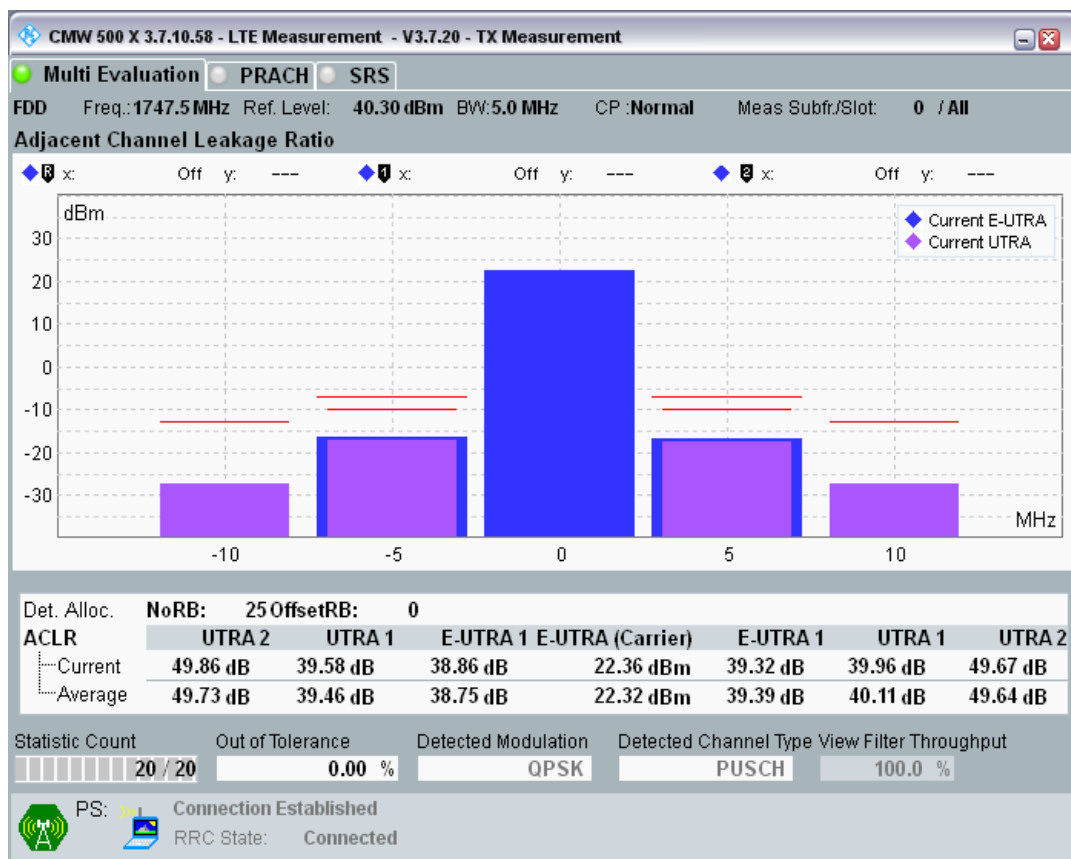 CMW 500 X 3.7.10.58 - LTE Measurement - V3.7.20 - TX Measurement
Multi Evaluation PRACH SRS
FDD Freq.: 1747.5 MHz Ref. Level: 40.30 dBm BW: 5.0 MHz CP : Normal Meas Subfr./Slot: 0 / All
Adjacent Channel Leakage Ratio
R x: Off y: --- 1 x: Off y: --- 2 x: Off y: ---
dBm
Current E-UTRA
Current UTRA
30
20
10
0
-10
-20
-30
MHz
-10 -5 0 5 10
Det. Alloc. NoRB: 25 OffsetRB: 0
ACLR UTRA 2 UTRA 1 E-UTRA 1 E-UTRA (Carrier) E-UTRA 1 UTRA 1 UTRA 2
Current 49.86 dB 39.58 dB 38.86 dB 22.36 dBm 39.32 dB 39.96 dB 49.67 dB
Average 49.73 dB 39.46 dB 38.75 dB 22.32 dBm 39.39 dB 40.11 dB 49.64 dB
Statistic Count Out of Tolerance Detected Modulation Detected Channel Type View Filter Throughput
20 / 20 0.00 % QPSK PUSCH 100.0 %
PS: Connection Established
RRC State: Connected